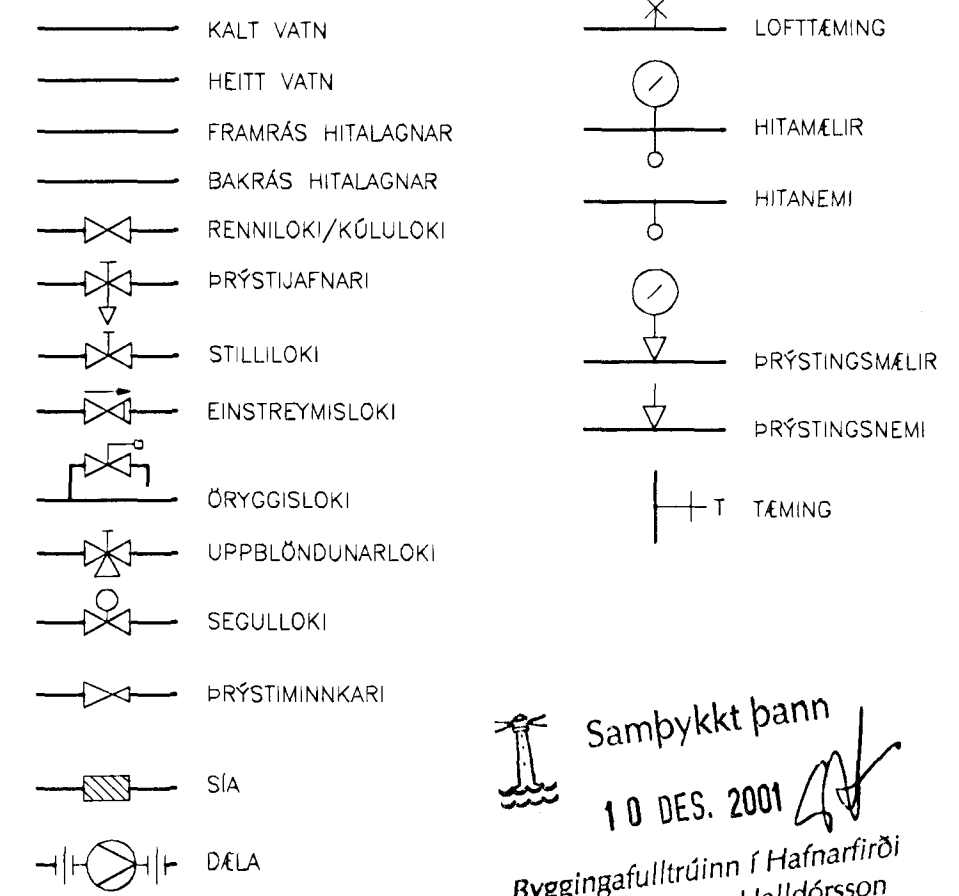 KALT VATN
HEITT VATN
FRAMRÁS HITALAGNAR
BAKRÁS HITALAGNAR
RENNILOKI/KÚLULOKI
ÞRÝSTIJAFNARI
STILLILOKI
EINSTREYMISLOKI
ÖRYGGISLOKI
UPPBLÖNDUNARLOKI
SEGULLOKI
ÞRÝSTIMINNKARI
SÍA
DÆLA
LOFTTÆMING
HITAMÆLIR
HITANEMI
ÞRÝSTINGSMÆLIR
ÞRÝSTINGSNEMI
T TÆMING
Samþykkt þann
10 DES. 2001
Byggingafulltrúinn í Hafnarfirði
Halldórsson